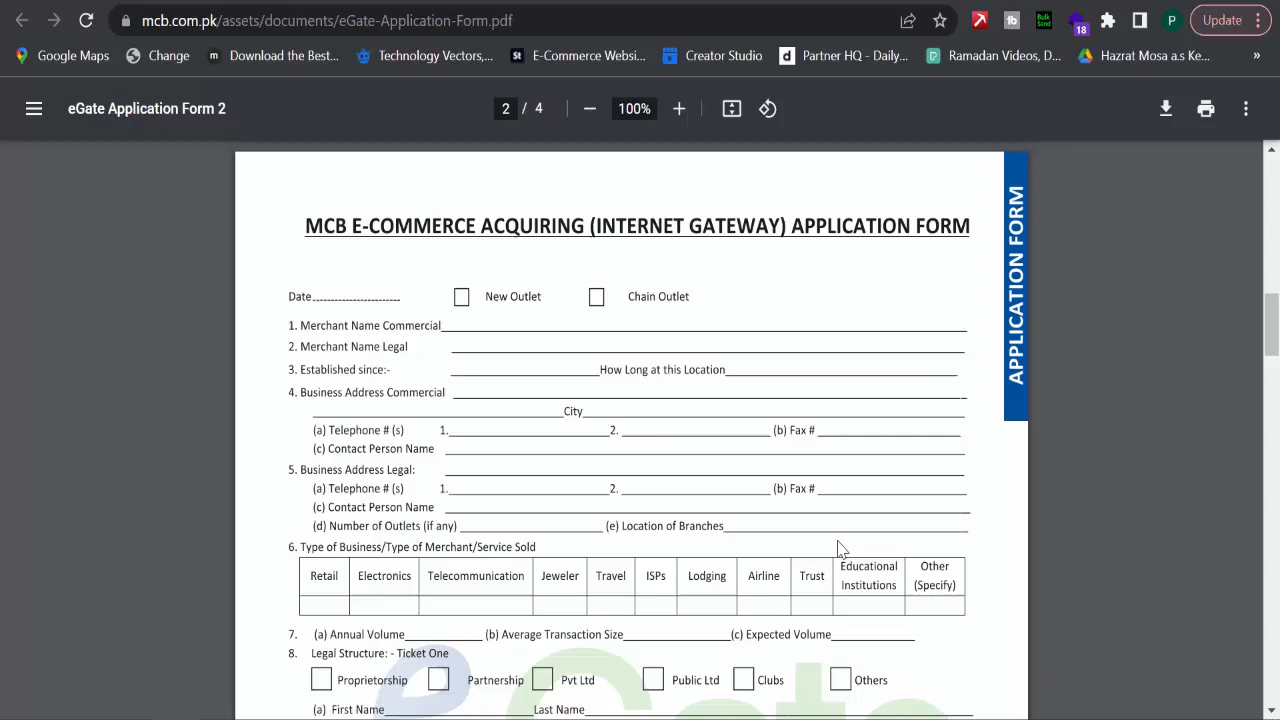 mcb.com.pk/assets/documents/eGate-Application-Form.pdf
tb
Bulk Send
18
P
Update
Google Maps
Change
m Download the Best...
Technology Vectors,...
St E-Commerce Websi...
Creator Studio
d Partner HQ - Daily...
Ramadan Videos, D...
Hazrat Mosa a.s Ke...
»
eGate Application Form 2
2 / 4
100%
MCB E-COMMERCE ACQUIRING (INTERNET GATEWAY) APPLICATION FORM
APPLICATION FORM
Date------------------------ New Outlet Chain Outlet
1. Merchant Name Commercial
2. Merchant Name Legal
3. Established since:- How Long at this Location
4. Business Address Commercial
City
(a) Telephone # (s) 1. 2. (b) Fax #
(c) Contact Person Name
5. Business Address Legal:
(a) Telephone # (s) 1. 2. (b) Fax #
(c) Contact Person Name
(d) Number of Outlets (if any) (e) Location of Branches
6. Type of Business/Type of Merchant/Service Sold
Retail Electronics Telecommunication Jeweler Travel ISPs Lodging Airline Trust Educational Institutions Other (Specify)
7. (a) Annual Volume (b) Average Transaction Size (c) Expected Volume
8. Legal Structure: - Ticket One
Proprietorship Partnership Pvt Ltd Public Ltd Clubs Others
(a) First Name Last Name
eGate